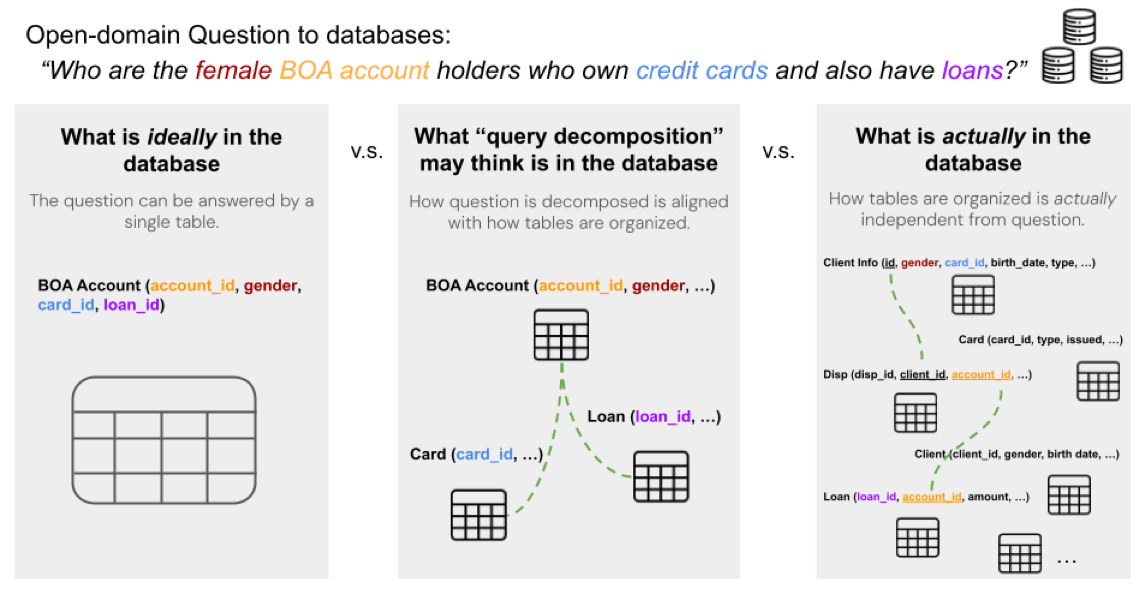 Open-domain Question to databases:
“Who are the female BOA account holders who own credit cards and also have loans?”
What is ideally in the
database
The question can be answered by a
single table.
BOA Account (account_id, gender,
card_id, loan_id)
v.s.
What “query decomposition”
may think is in the database
How question is decomposed is aligned
with how tables are organized.
BOA Account (account_id, gender, …)
Loan (loan_id, …)
Card (card_id, …)
v.s.
What is actually in the
database
How tables are organized is actually
independent from question.
Client Info (id, gender, card_id, birth_date, type, …)
Card (card_id, type, issued, …)
Disp (disp_id, client_id, account_id, …)
Client (client_id, gender, birth date, …)
Loan (loan_id, account_id, amount, …)
…